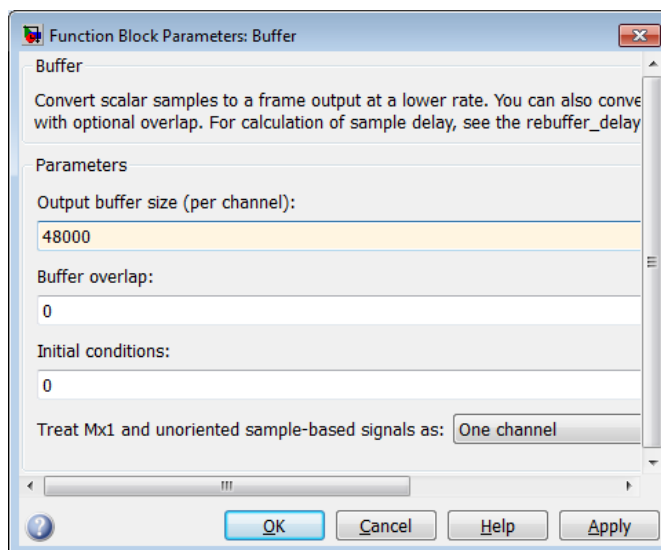 Function Block Parameters: Buffer
Buffer
Convert scalar samples to a frame output at a lower rate. You can also conve
with optional overlap. For calculation of sample delay, see the rebuffer_delay
Parameters
Output buffer size (per channel):
48000
Buffer overlap:
0
Initial conditions:
0
Treat Mx1 and unoriented sample-based signals as: One channel
OK Cancel Help Apply